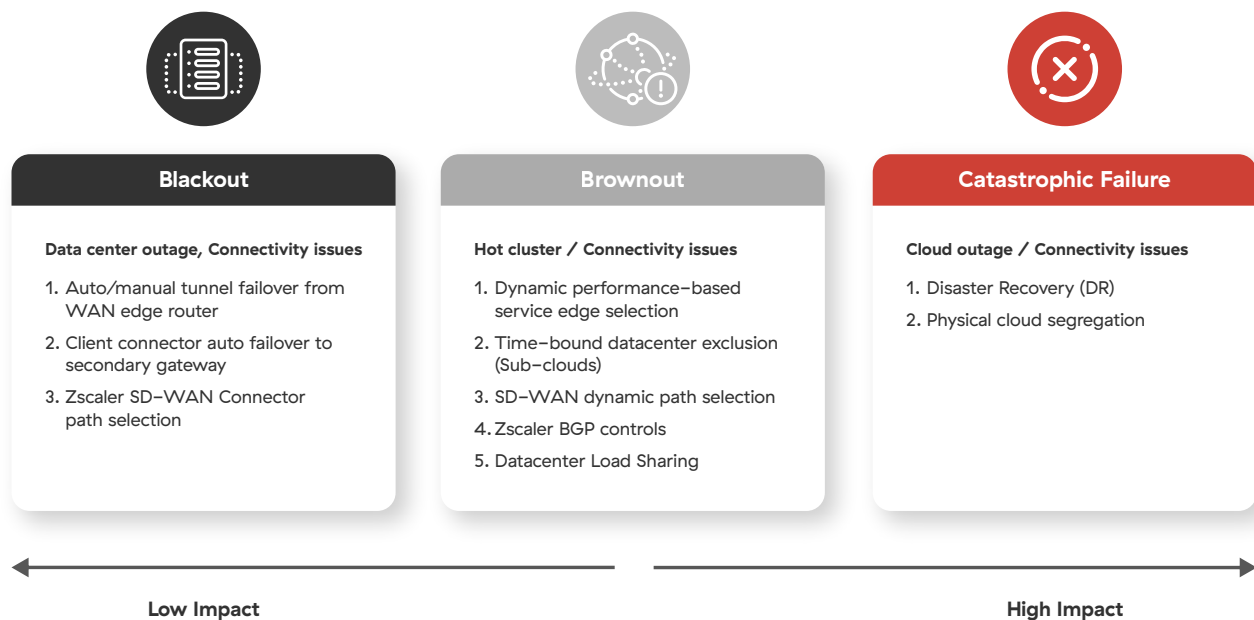 Blackout
Data center outage, Connectivity issues
1. Auto/manual tunnel failover from
WAN edge router
2. Client connector auto failover to
secondary gateway
3. Zscaler SD-WAN Connector
path selection
Brownout
Hot cluster / Connectivity issues
1. Dynamic performance-based
service edge selection
2. Time-bound datacenter exclusion
(Sub-clouds)
3. SD-WAN dynamic path selection
4. Zscaler BGP controls
5. Datacenter Load Sharing
Catastrophic Failure
Cloud outage / Connectivity issues
1. Disaster Recovery (DR)
2. Physical cloud segregation
Low Impact
High Impact